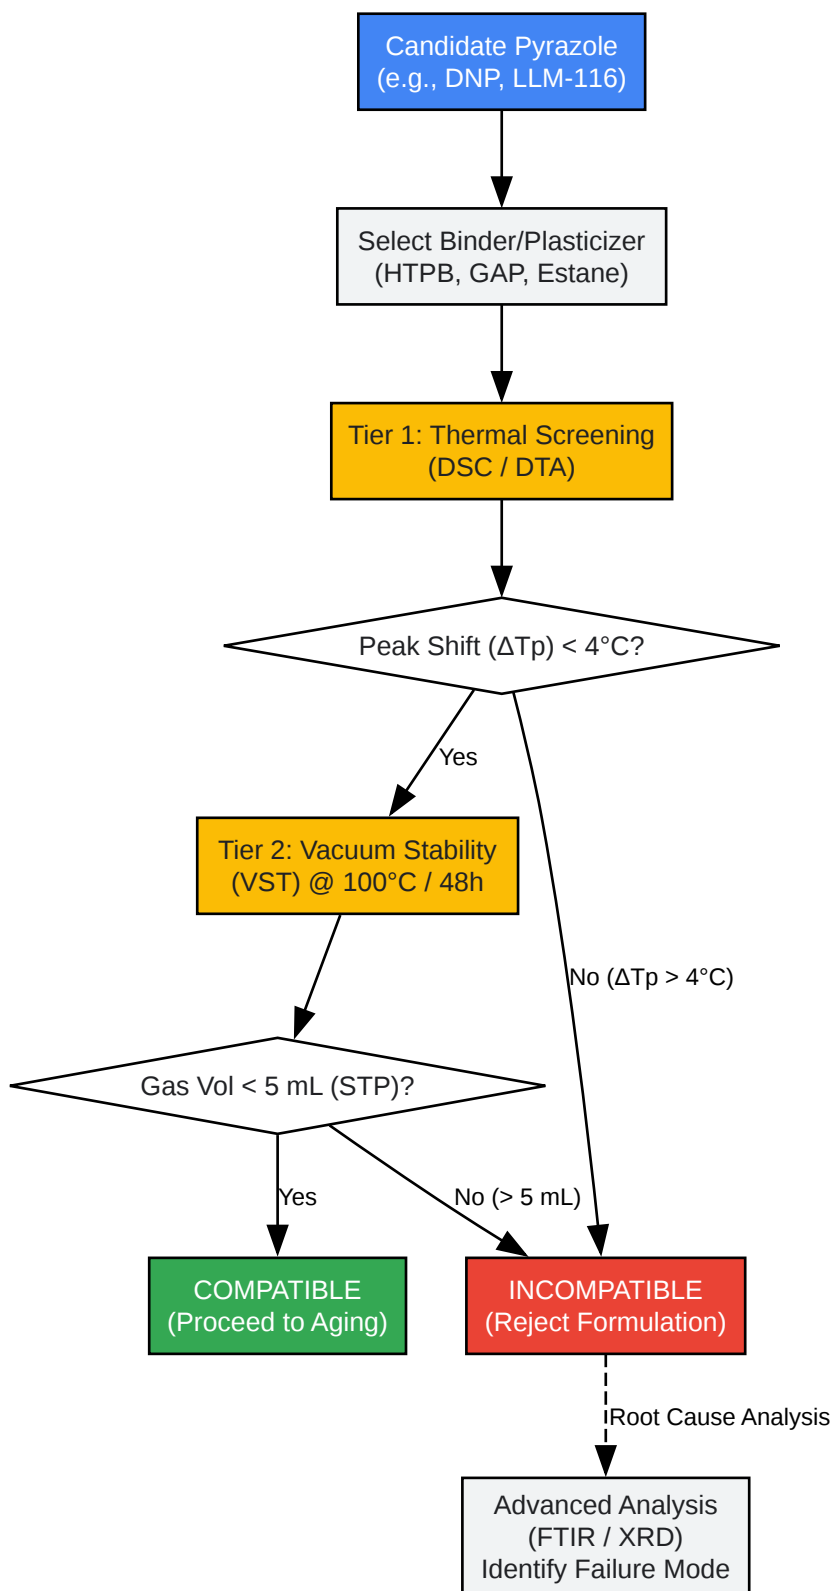 Candidate Pyrazole
(e.g., DNP, LLM-116)
Select Binder/Plasticizer
(HTPB, GAP, Estane)
Tier 1: Thermal Screening
(DSC / DTA)
Peak Shift (ΔTp) < 4°C?
Yes
Tier 2: Vacuum Stability
(VST) @ 100°C / 48h
No (ΔTp > 4°C)
Gas Vol < 5 mL (STP)?
Yes
No (> 5 mL)
COMPATIBLE
(Proceed to Aging)
INCOMPATIBLE
(Reject Formulation)
Root Cause Analysis
Advanced Analysis
(FTIR / XRD)
Identify Failure Mode